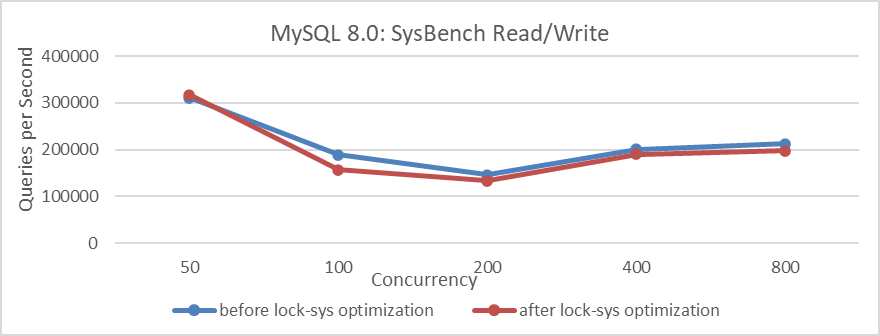 MySQL 8.0: SysBench Read/Write
Queries per Second
400000
300000
200000
100000
0
50 100 200 400 800
Concurrency
before lock-sys optimization after lock-sys optimization